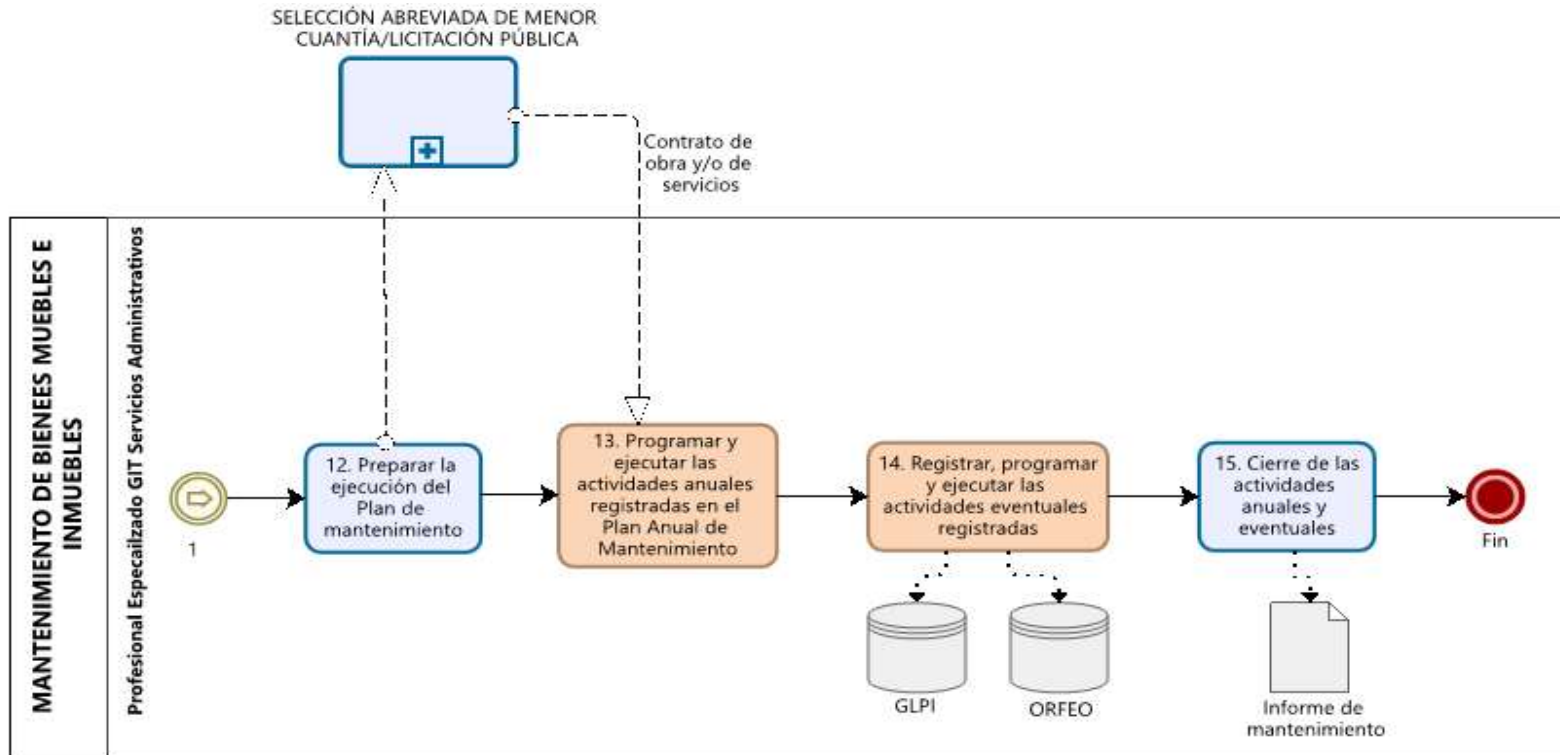 SELECCIÓN ABREVIADA DE MENOR
CUANTÍA/LICITACIÓN PÚBLICA
Contrato de
obra y/o de
servicios
MANTENIMIENTO DE BIENEES MUEBLES E
INMUEBLES
Profesional Especailzado GIT Servicios Administrativos
1
12. Preparar la
ejecución del
Plan de
mantenimiento
13. Programar y
ejecutar las
actividades anuales
registradas en el
Plan Anual de
Mantenimiento
14. Registrar, programar
y ejecutar las
actividades eventuales
registradas
15. Cierre de las
actividades
anuales y
eventuales
Fin
GLPI
ORFEO
Informe de
mantenimiento